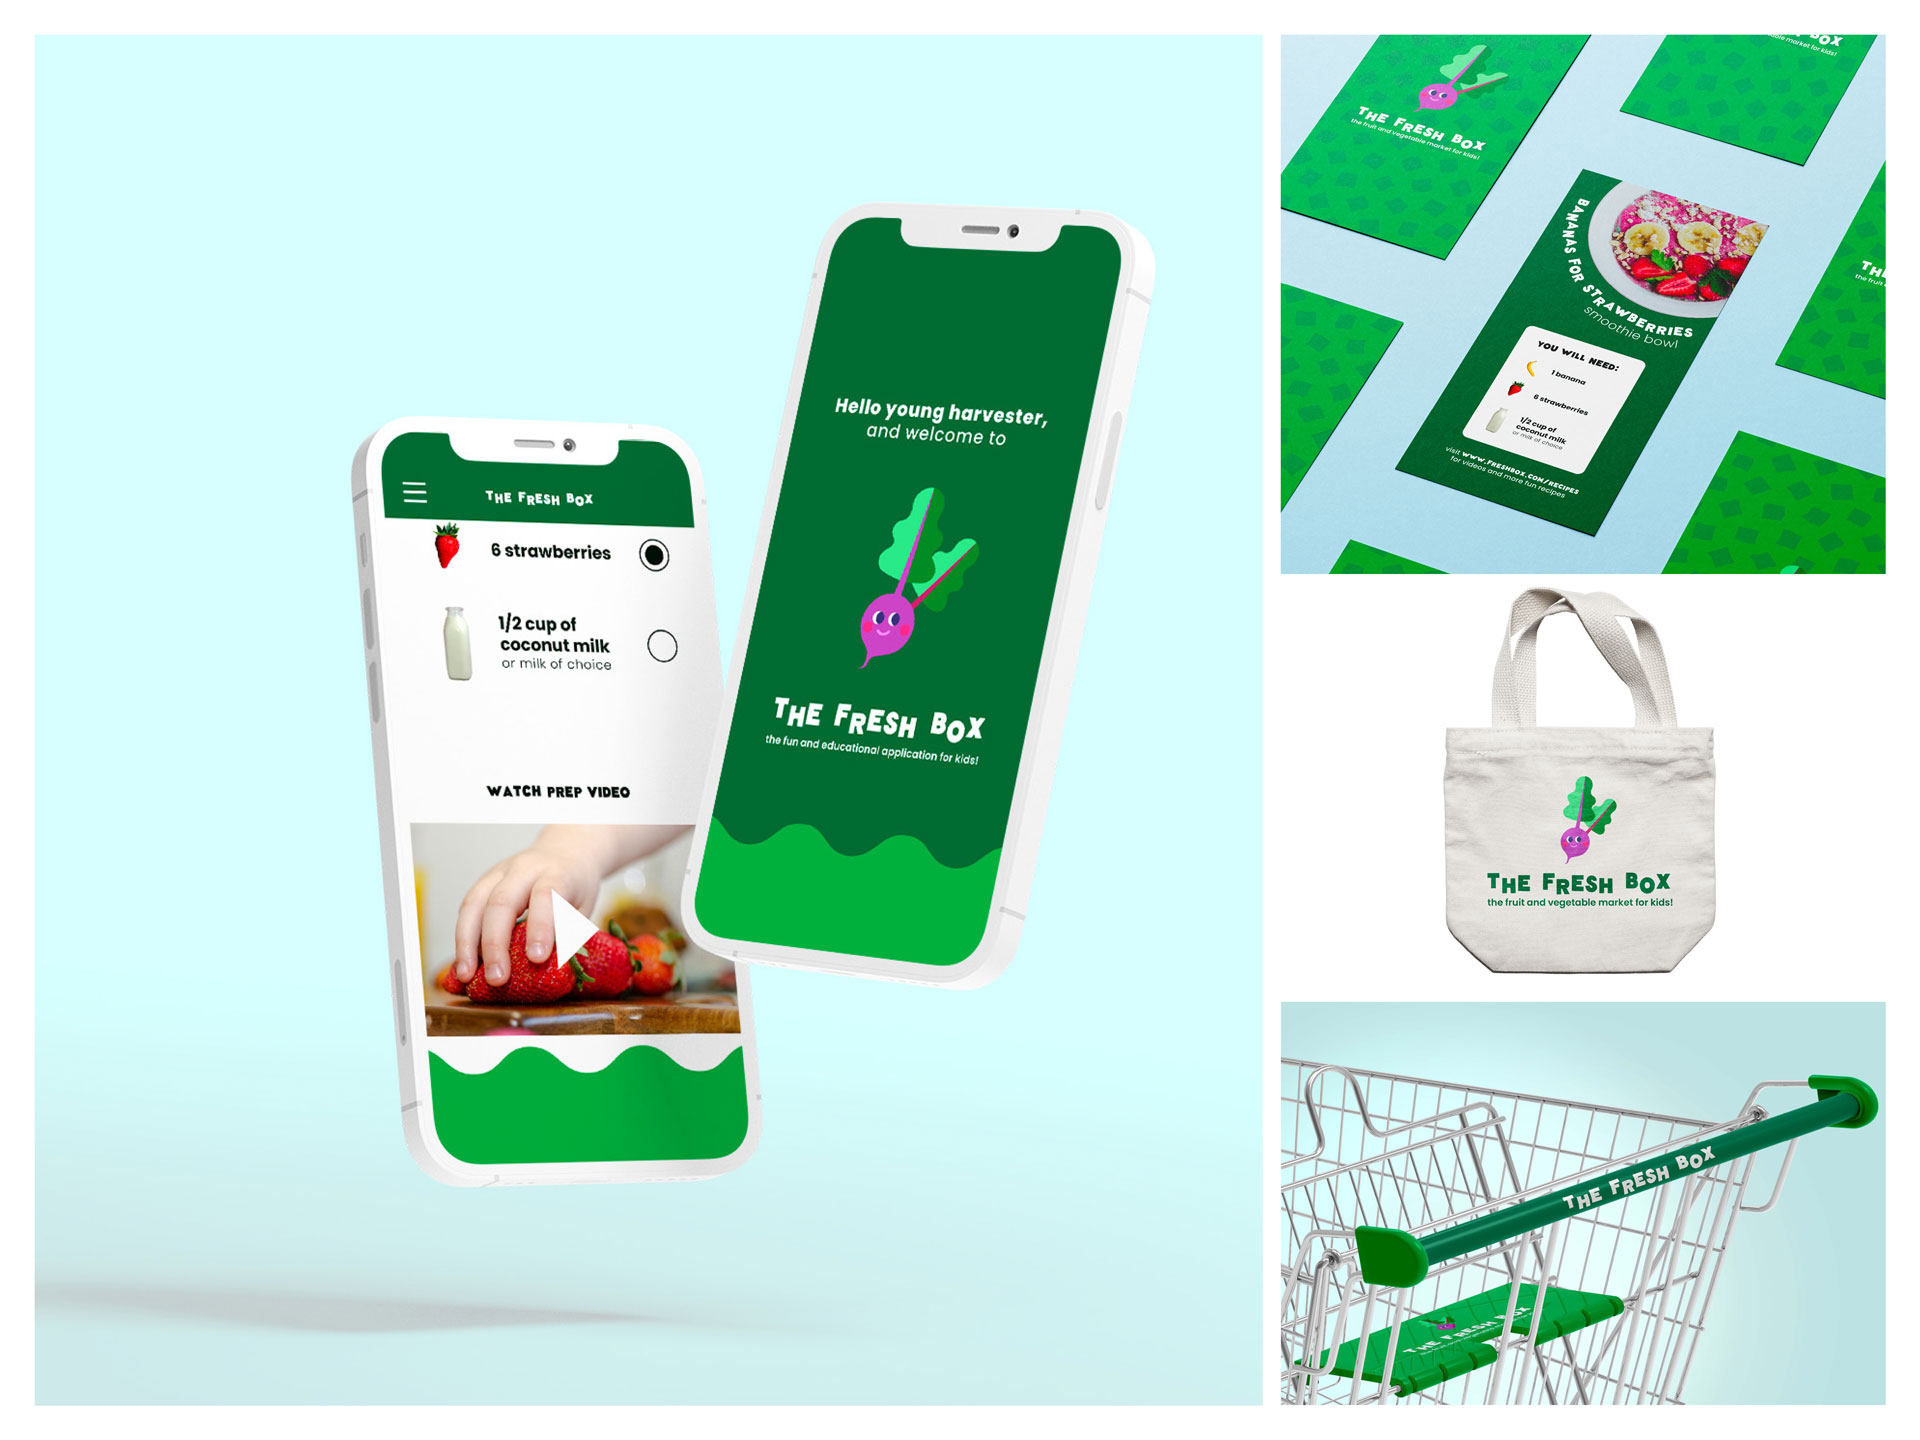 THE FRESH BOX
6 strawberries
1/2 cup of
coconut milk
or milk of choice
WATCH PREP VIDEO
Hello young harvester,
and welcome to
THE FRESH BOX
the fun and educational application for kids!
THE FRESH BOX
the fruit and vegetable market for kids!
BOX
market for kids!
BANANAS FOR STRAWBERRIES
smoothie bowl
YOU WILL NEED:
1 banana
6 strawberries
1/2 cup of
coconut milk
or milk of choice
visit WWW.FRESHBOX.COM/RECIPES
for videos and more fun recipes
the fruit
THE FRESH BOX
the fruit and vegetable market for kids!
THE FRESH BOX
THE FRESH BOX